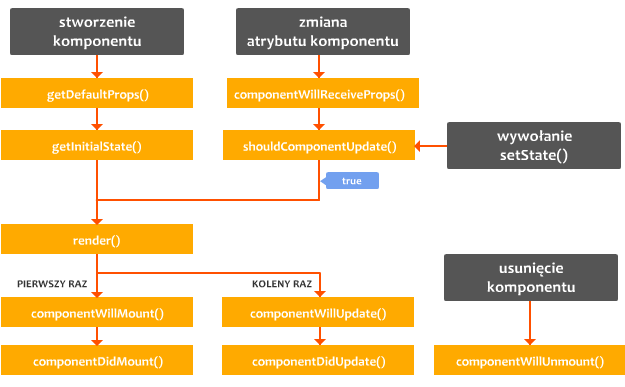 stworzenie
komponentu
zmiana
atrybutu komponentu
getDefaultProps()
componentWillReceiveProps()
getInitialState()
shouldComponentUpdate()
wywołanie
setState()
true
render()
PIERWSZY RAZ
KOLENY RAZ
usunięcie
komponentu
componentWillMount()
componentWillUpdate()
componentDidMount()
componentDidUpdate()
componentWillUnmount()